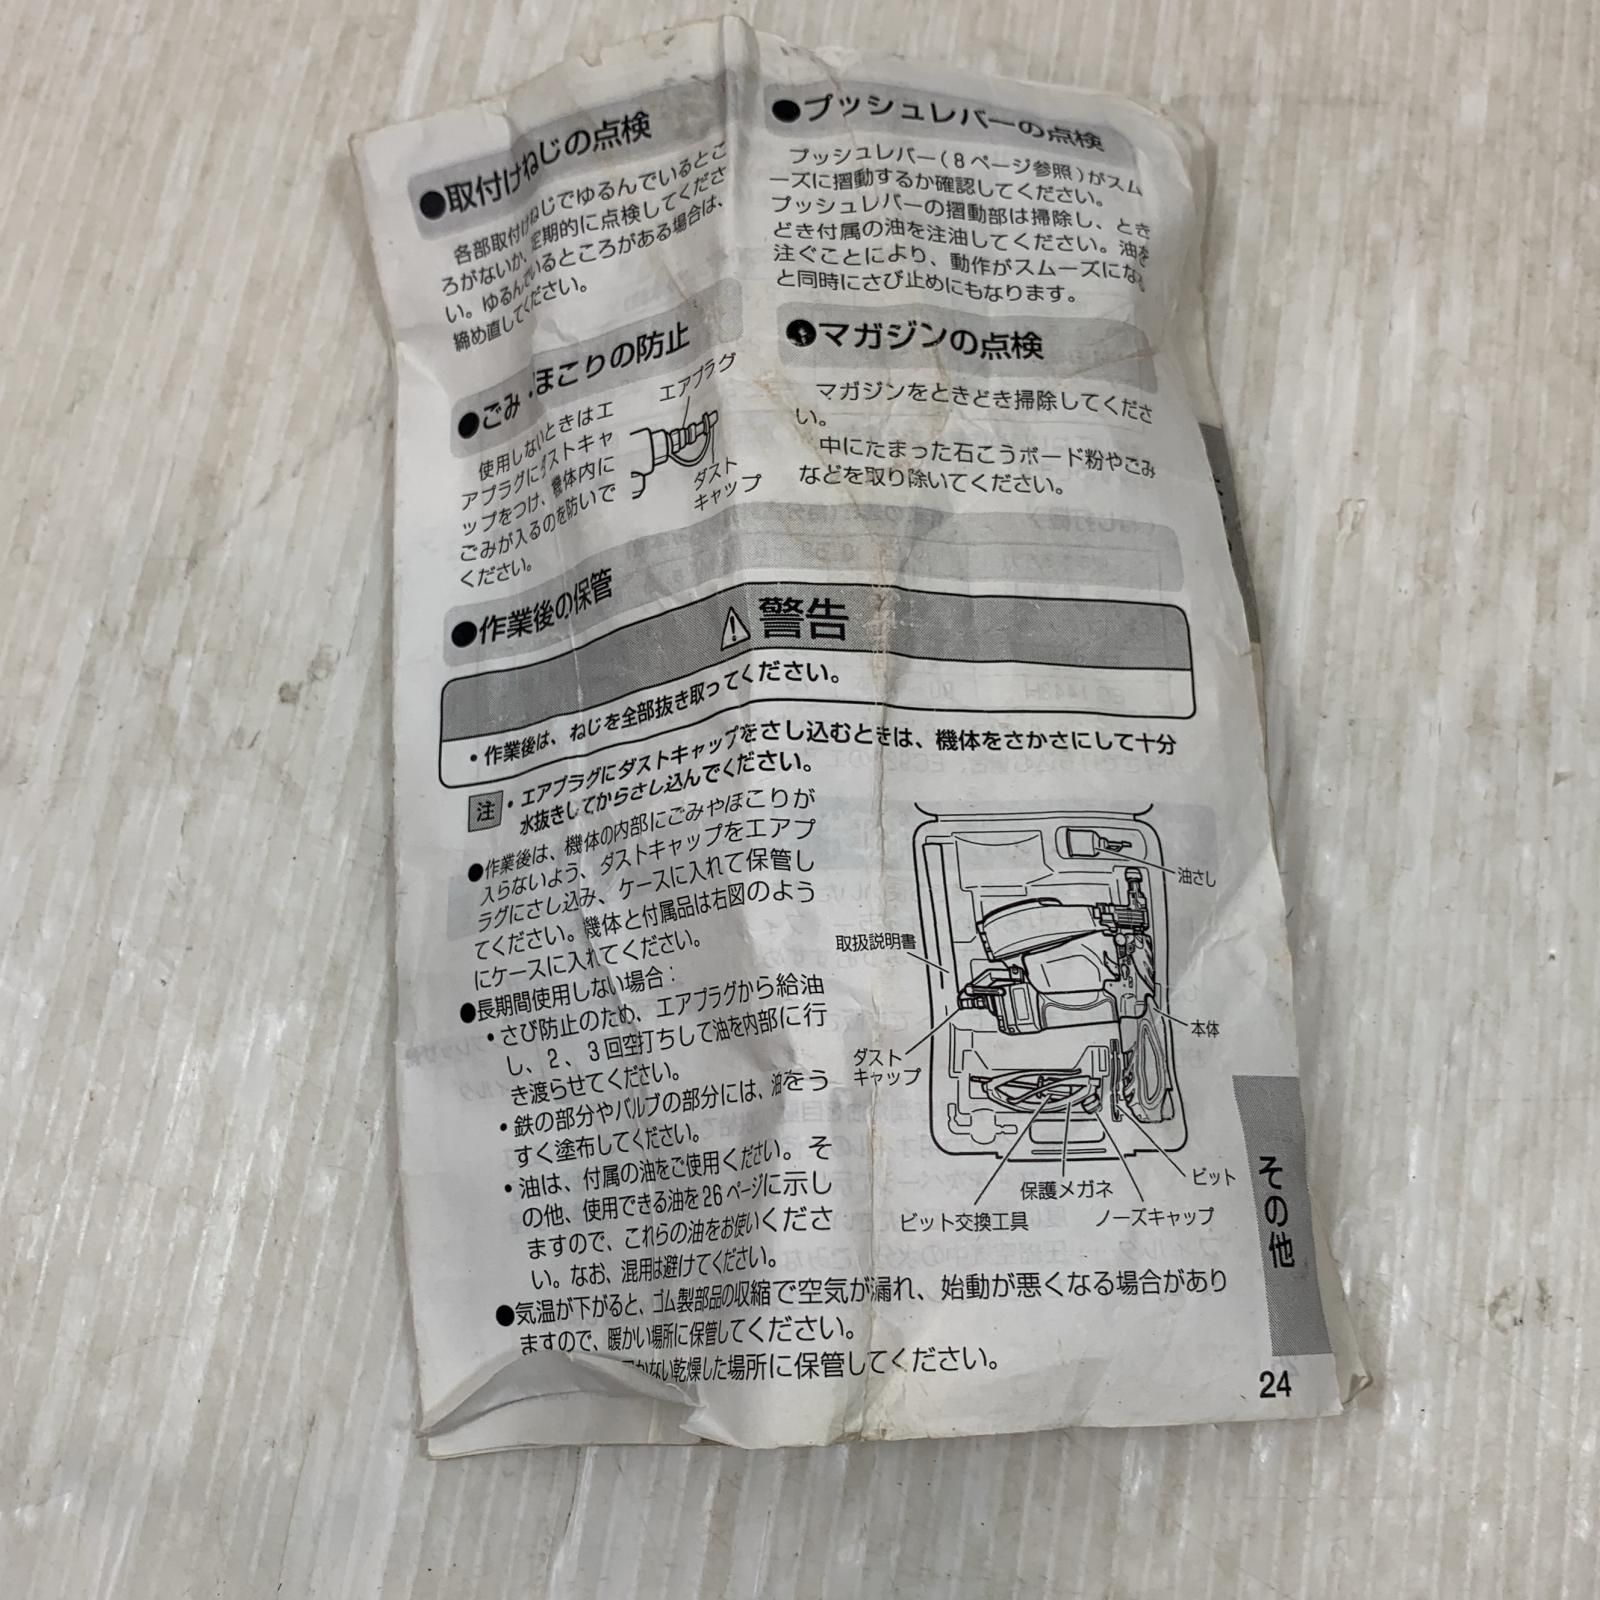 ●取付けねじの点検
各部取付けねじでゆるんでいるとこ
ろがないか、定期的に点検してくださ
い。ゆるんでいるところがある場合は、
締め直してください。
●ごみ・ほこりの防止
使用しないときはエ
アプラグにダストキャ
ップをつけ、機体内に
ごみが入るのを防いで
ください。
エアプラグ
ダスト
キャップ
●プッシュレバーの点検
プッシュレバー(8ページ参照)がスム
ーズに摺動するか確認してください。
プッシュレバーの摺動部は掃除し、とき
どき付属の油を注油してください。油を
注ぐことにより、動作がスムーズになる
と同時にさび止めにもなります。
●マガジンの点検
マガジンをときどき掃除してくださ
い。
中にたまった石こうボード粉やごみ
などを取り除いてください。
●作業後の保管
⚠警告
・作業後は、ねじを全部抜き取ってください。
注・エアプラグにダストキャップをさし込むときは、機体をさかさにして十分
水抜きしてからさし込んでください。
●作業後は、機体の内部にごみやほこりが
入らないよう、ダストキャップをエアプ
ラグにさし込み、ケースに入れて保管し
てください。機体と付属品は右図のよう
にケースに入れてください。
●長期間使用しない場合:
・さび防止のため、エアプラグから給油
し、2、3回空打ちして油を内部に行
き渡らせてください。
・鉄の部分やバルブの部分には、油をう
すく塗布してください。
・油は、付属の油をご使用ください。そ
の他、使用できる油を26ページに示し
ますので、これらの油をお使いくださ
い。なお、混用は避けてください。
●気温が下がると、ゴム製部品の収縮で空気が漏れ、始動が悪くなる場合があり
ますので、暖かい場所に保管してください。
かない乾燥した場所に保管してください。
油さし
取扱説明書
本体
ダスト
キャップ
ビット
保護メガネ
ビット交換工具
ノーズキャップ
その他
24